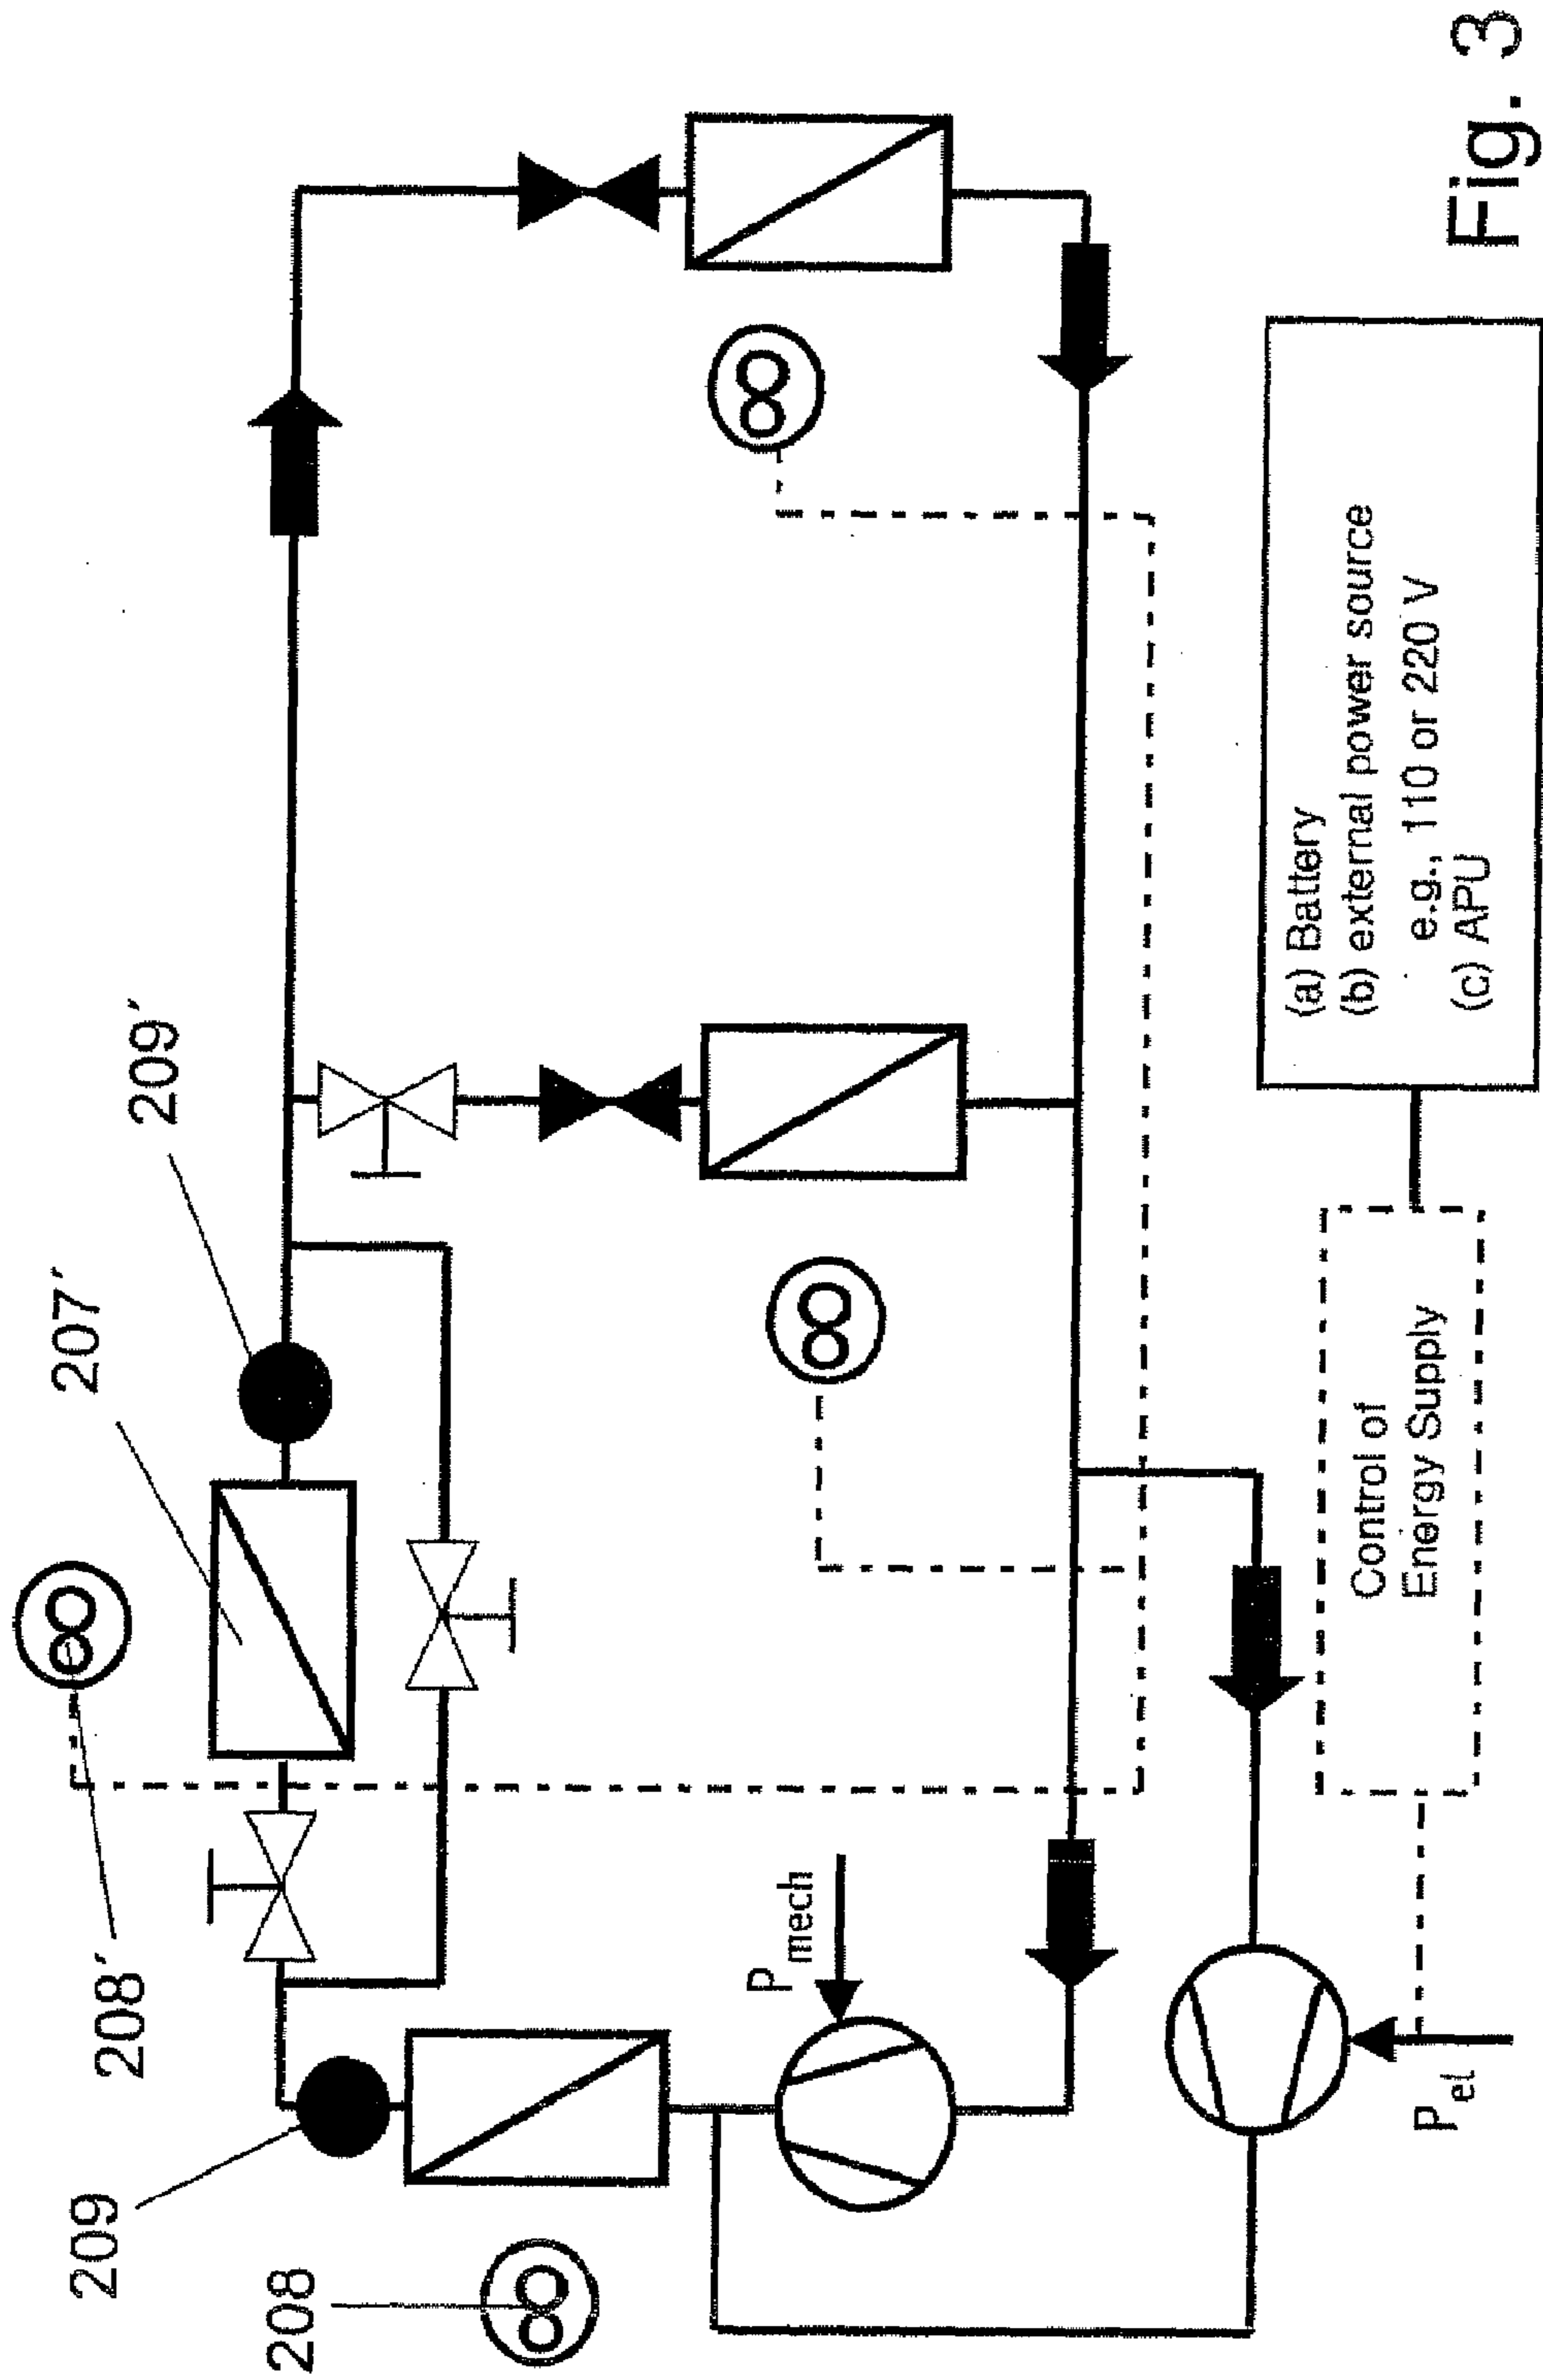 209
208
208′
207′
209′
P mech
P el
Control of
Energy Supply
(a) Battery
(b) external power source
e.g., 110 or 220 V
(c) APU
Fig. 3